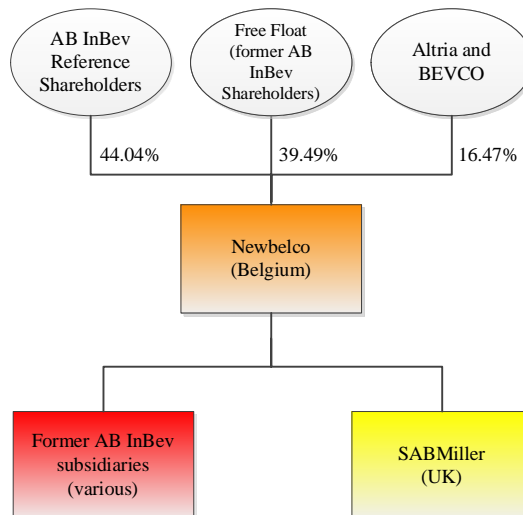 AB InBev
Reference
Shareholders
Free Float
(former AB
InBev
Shareholders)
Altria and
BEVCO
44.04%
39.49%
16.47%
Newbelco
(Belgium)
Former AB InBev
subsidiaries
(various)
SABMiller
(UK)